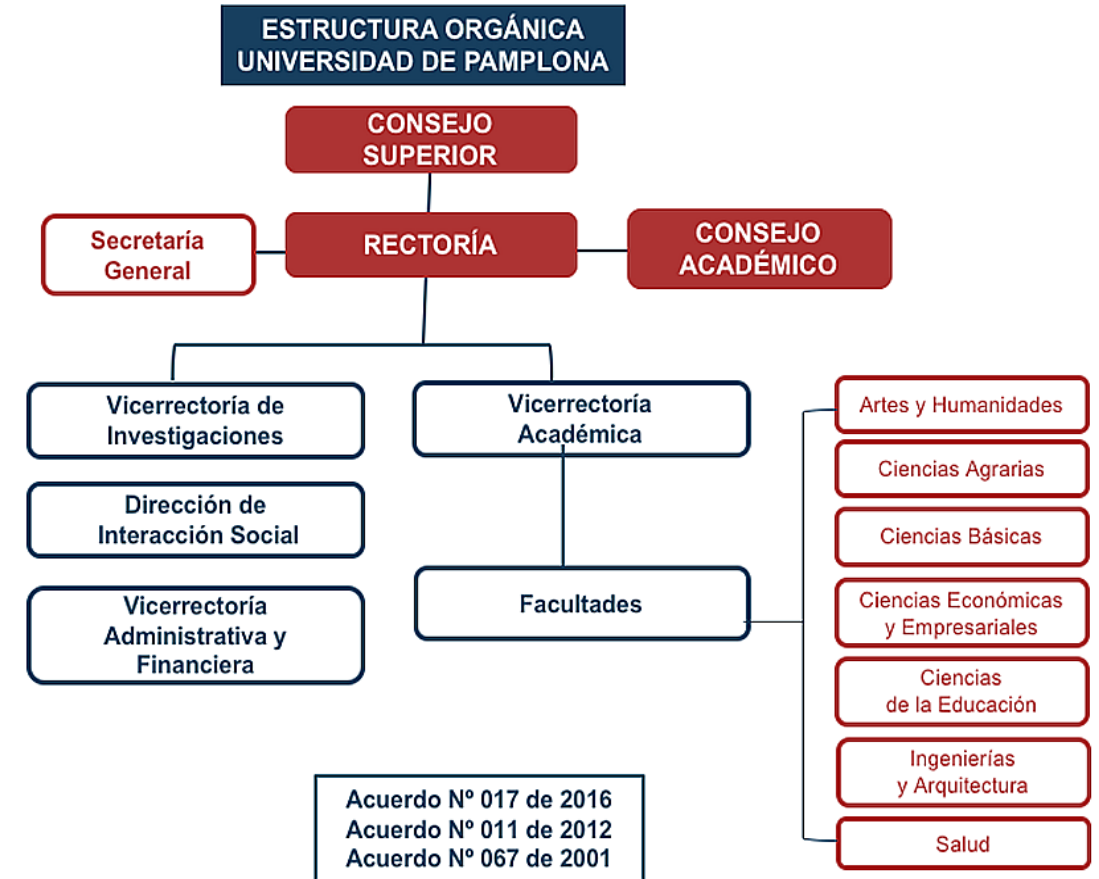 ESTRUCTURA ORGÁNICA
UNIVERSIDAD DE PAMPLONA
CONSEJO
SUPERIOR
Secretaría
General
RECTORÍA
CONSEJO
ACADÉMICO
Vicerrectoría de
Investigaciones
Dirección de
Interacción Social
Vicerrectoría
Administrativa y
Financiera
Vicerrectoría
Académica
Facultades
Artes y Humanidades
Ciencias Agrarias
Ciencias Básicas
Ciencias Económicas
y Empresariales
Ciencias
de la Educación
Ingenierías
y Arquitectura
Salud
Acuerdo Nº 017 de 2016
Acuerdo Nº 011 de 2012
Acuerdo Nº 067 de 2001